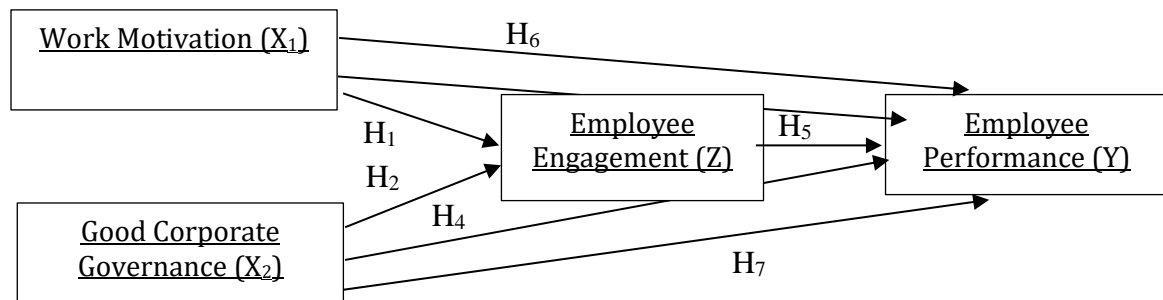 Work Motivation (X₁)
H₆
H₁
Employee
Engagement (Z)
H₅
Employee
Performance (Y)
H₂
H₄
Good Corporate
Governance (X₂)
H₇